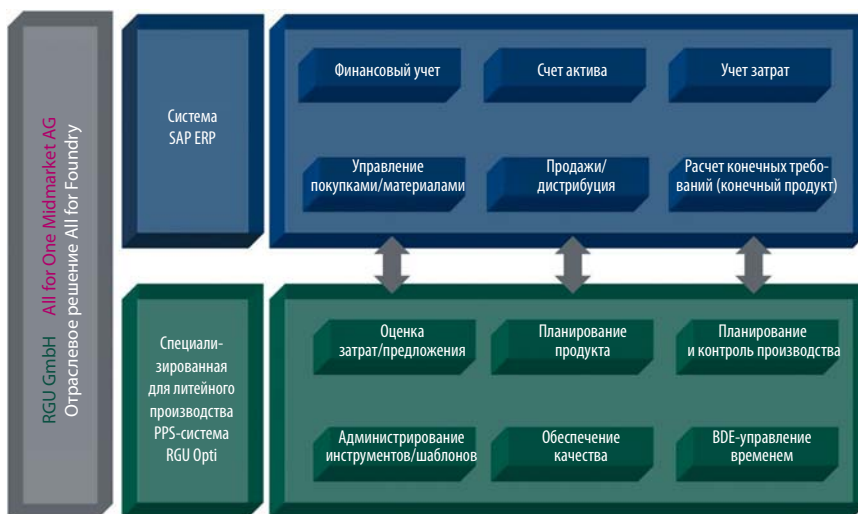 RGU GmbH All for One Midmarket AG
Отраслевое решение All for Foundry
Система
SAP ERP
Финансовый учет
Счет актива
Учет затрат
Управление
покупками/материалами
Продажи/
дистрибуция
Расчет конечных требо-
ваний (конечный продукт)
Специали-
зированная
для литейного
производства
PPS-система
RGU Opti
Оценка
затрат/предложения
Планирование
продукта
Планирование
и контроль производства
Администрирование
инструментов/шаблонов
Обеспечение
качества
BDE-управление
временем